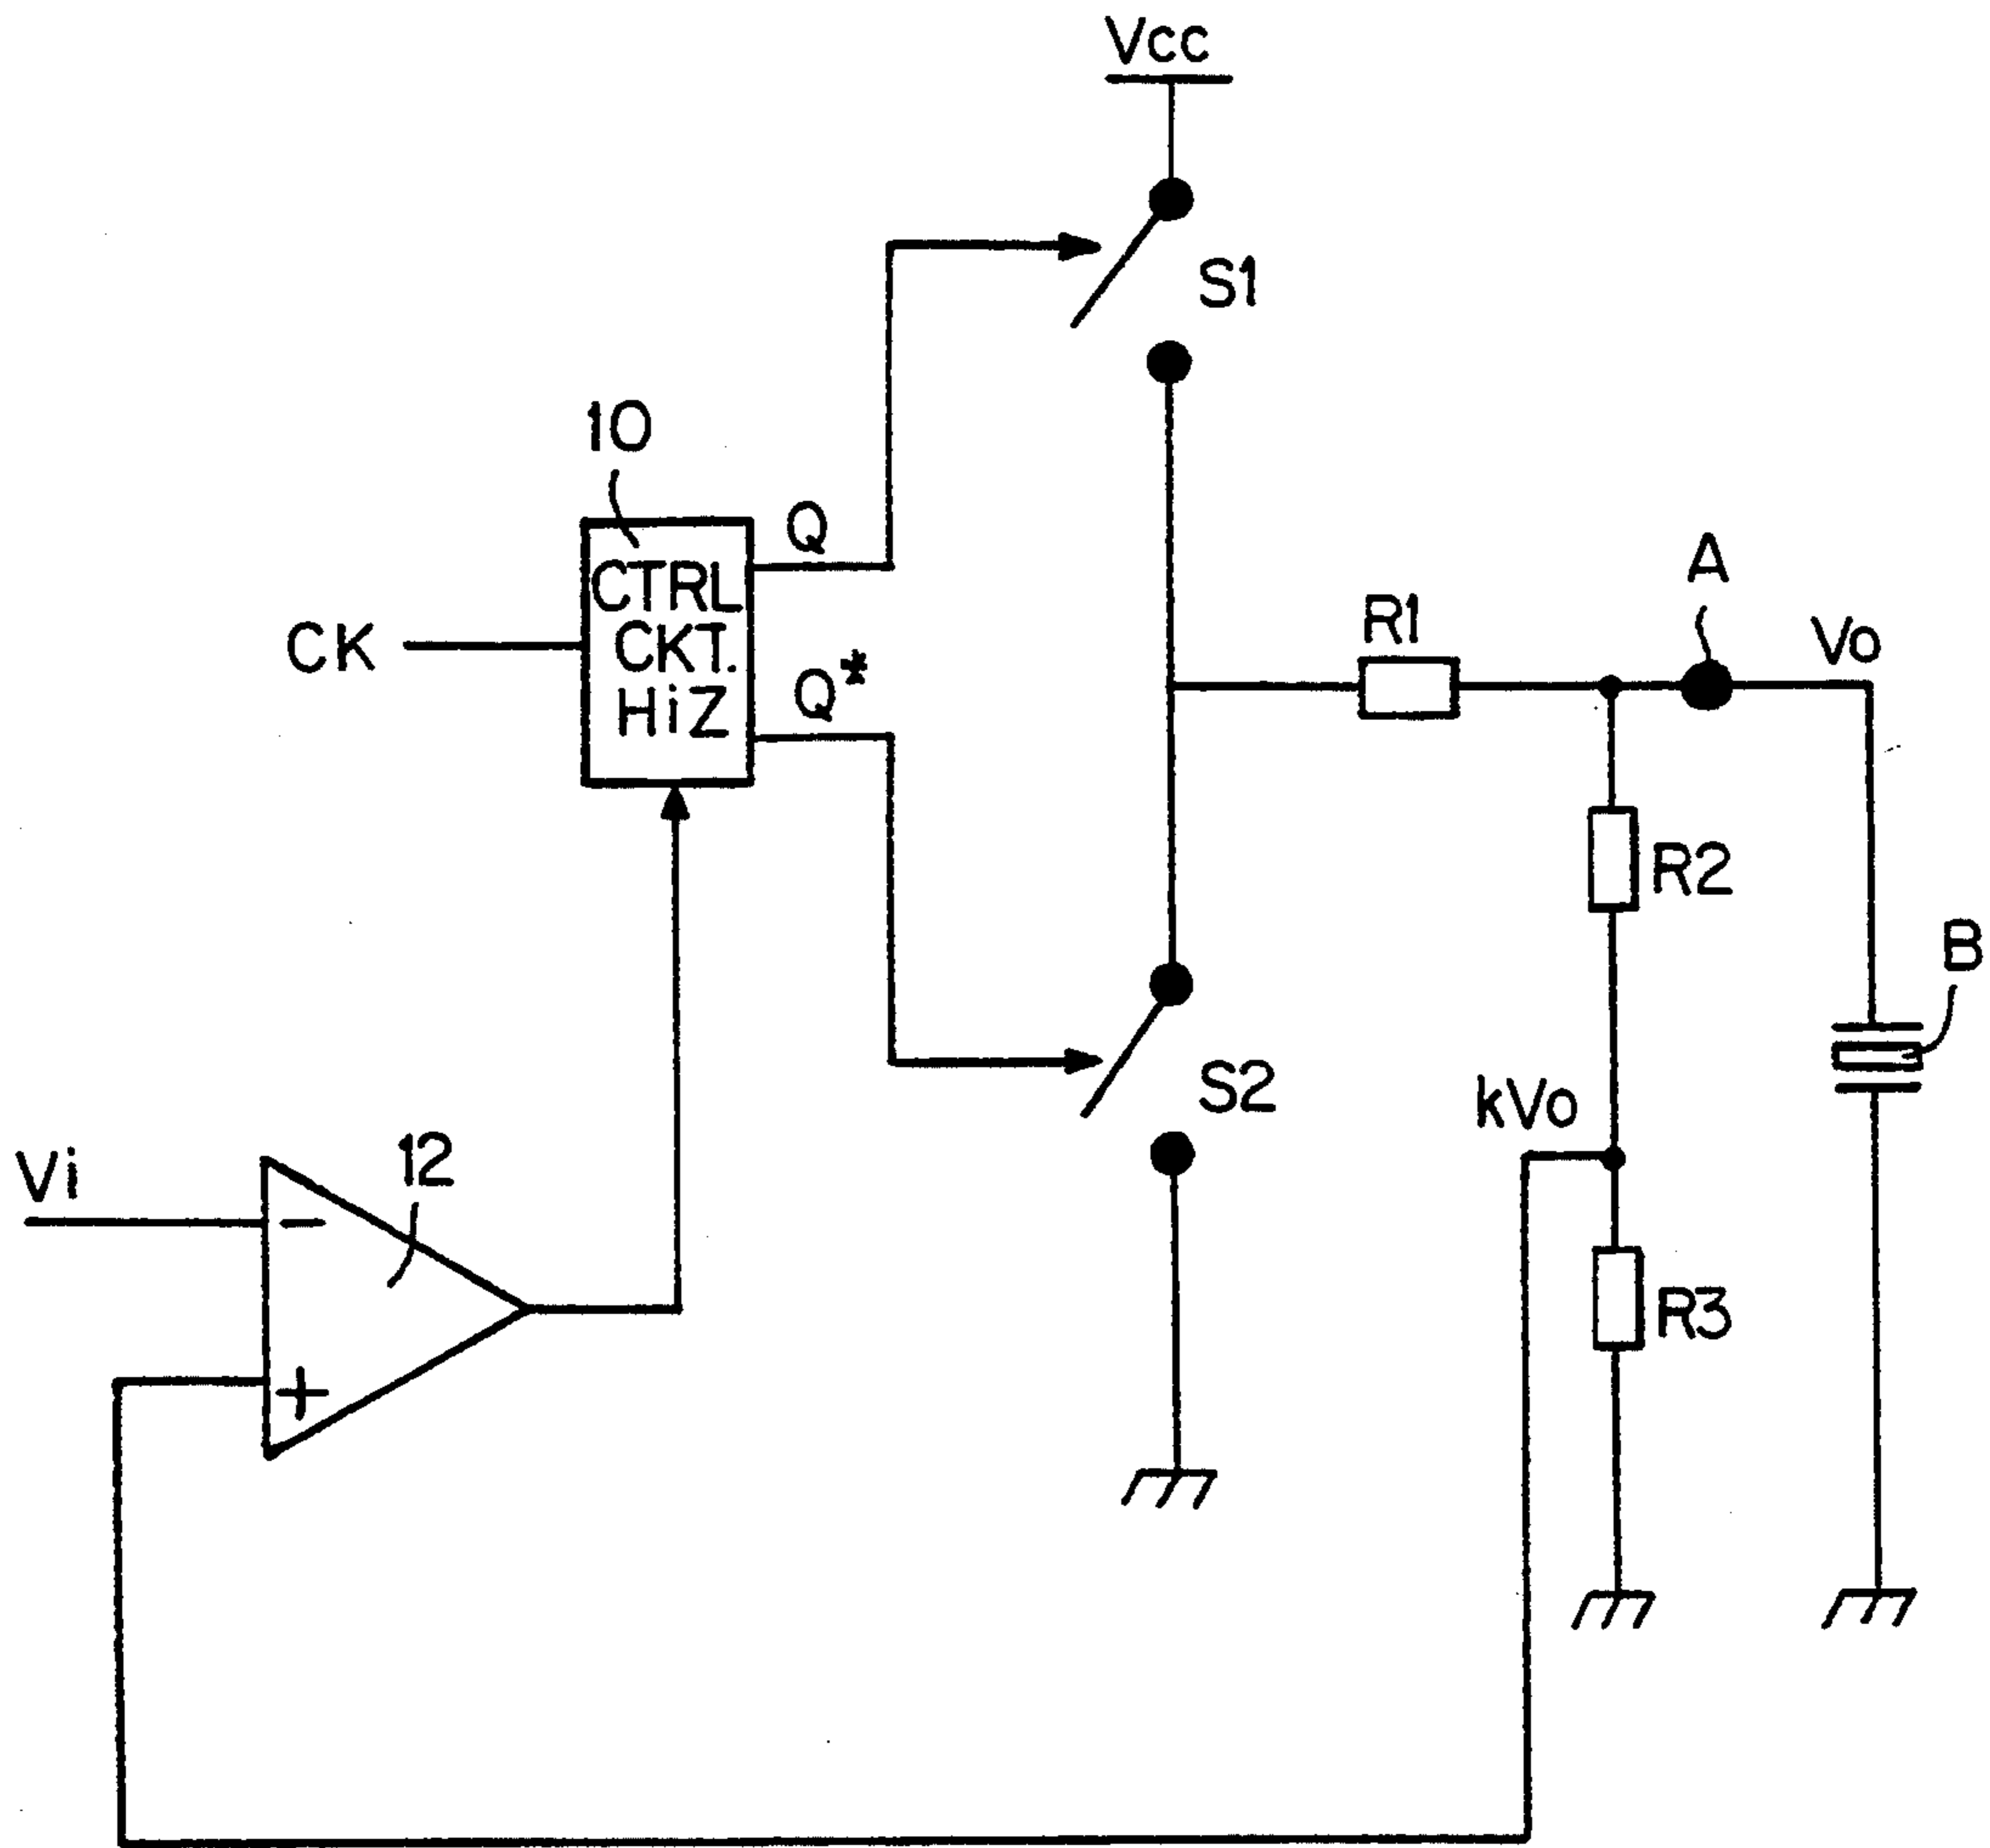 Vcc
S1
10
Q
CTRL
CKT.
HiZ
CK
Q*
R1
A
Vo
R2
B
S2
kVo
Vi
12
-
+
R3